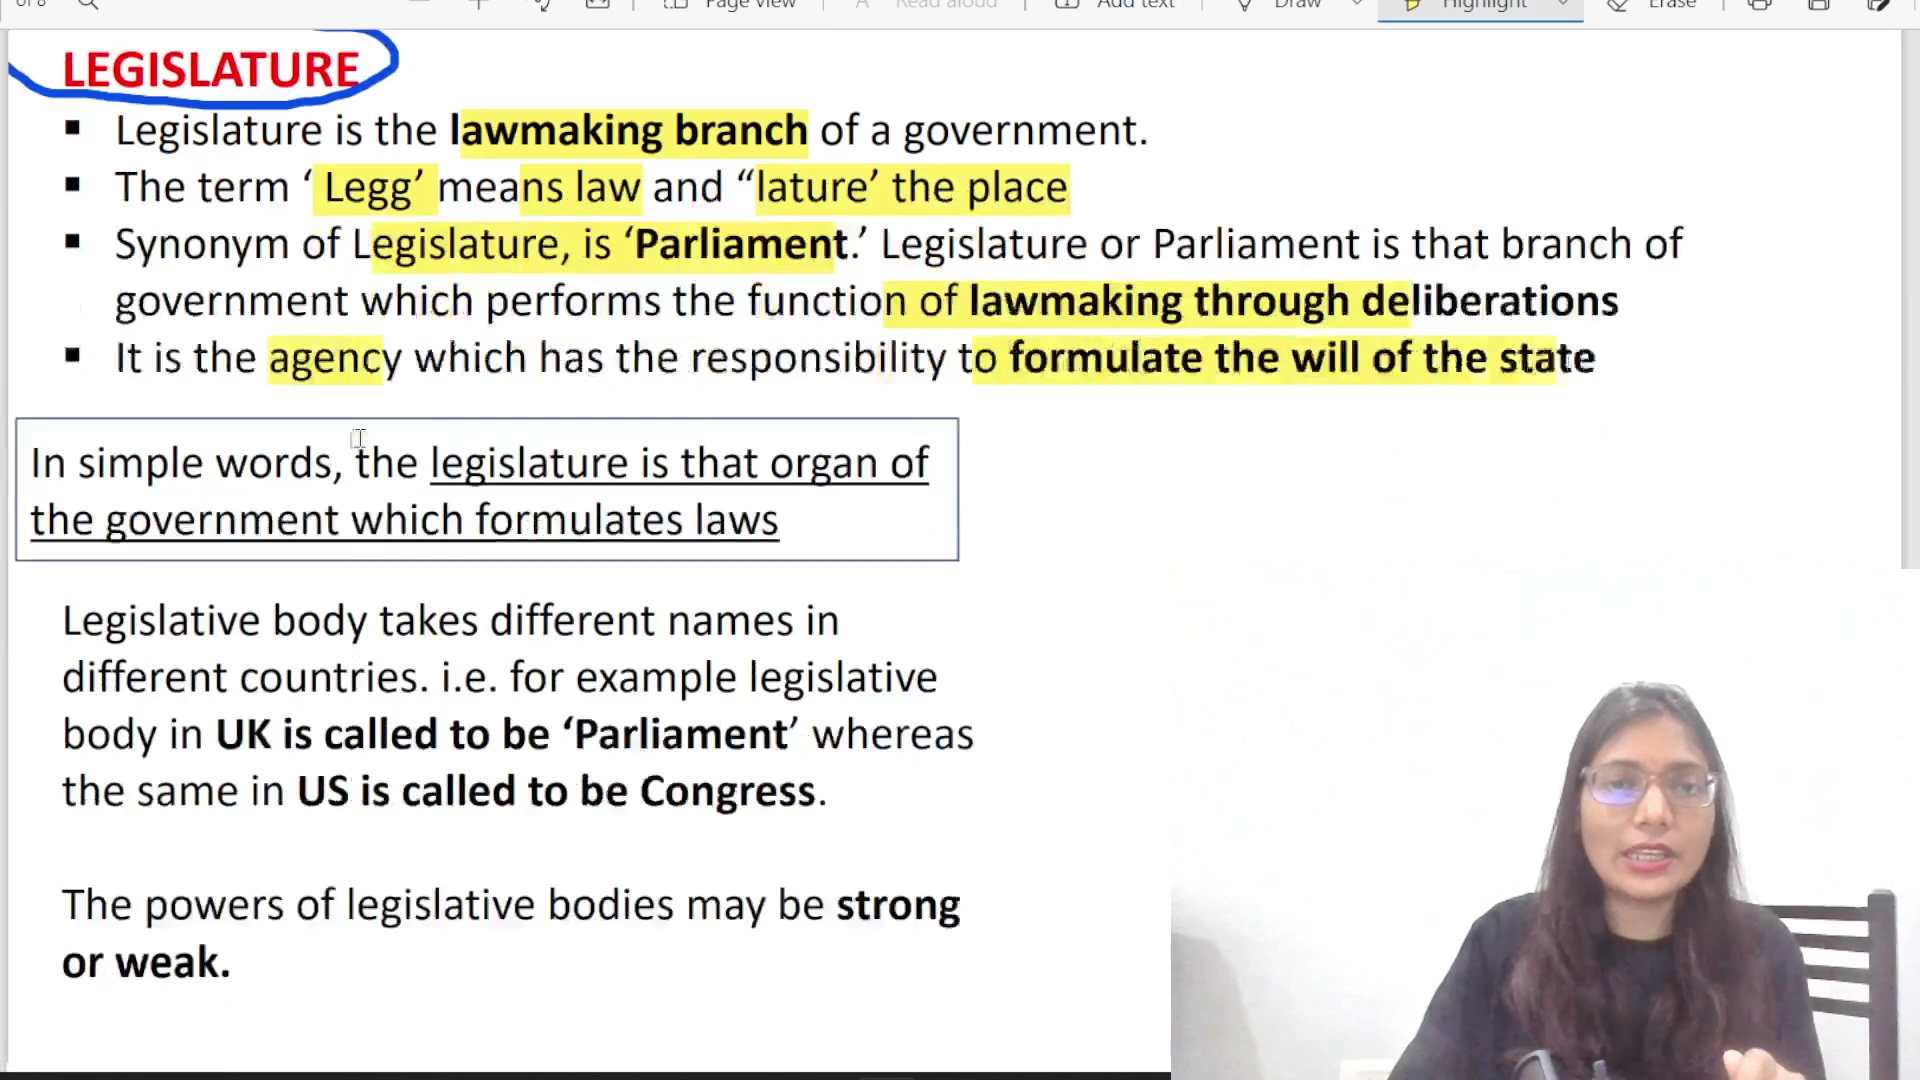 of 8 Page view Read aloud Add text Draw Highlight Erase
LEGISLATURE
▪ Legislature is the lawmaking branch of a government.
▪ The term ‘ Legg’ means law and “lature’ the place
▪ Synonym of Legislature, is ‘Parliament.’ Legislature or Parliament is that branch of
government which performs the function of lawmaking through deliberations
▪ It is the agency which has the responsibility to formulate the will of the state
In simple words, the legislature is that organ of
the government which formulates laws
Legislative body takes different names in
different countries. i.e. for example legislative
body in UK is called to be ‘Parliament’ whereas
the same in US is called to be Congress.
The powers of legislative bodies may be strong
or weak.